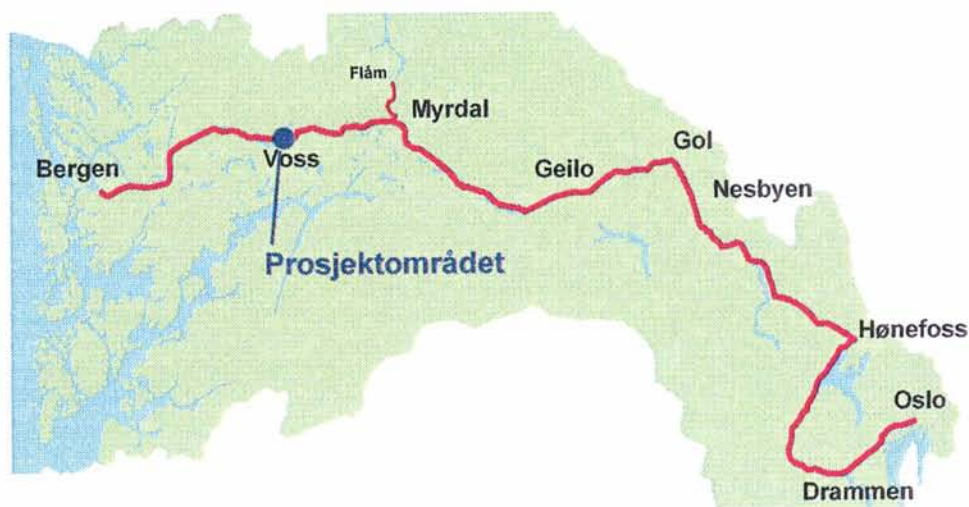 Flåm
Myrdal
Gol
Bergen
Voss
Geilo
Nesbyen
Prosjektområdet
Hønefoss
Oslo
Drammen